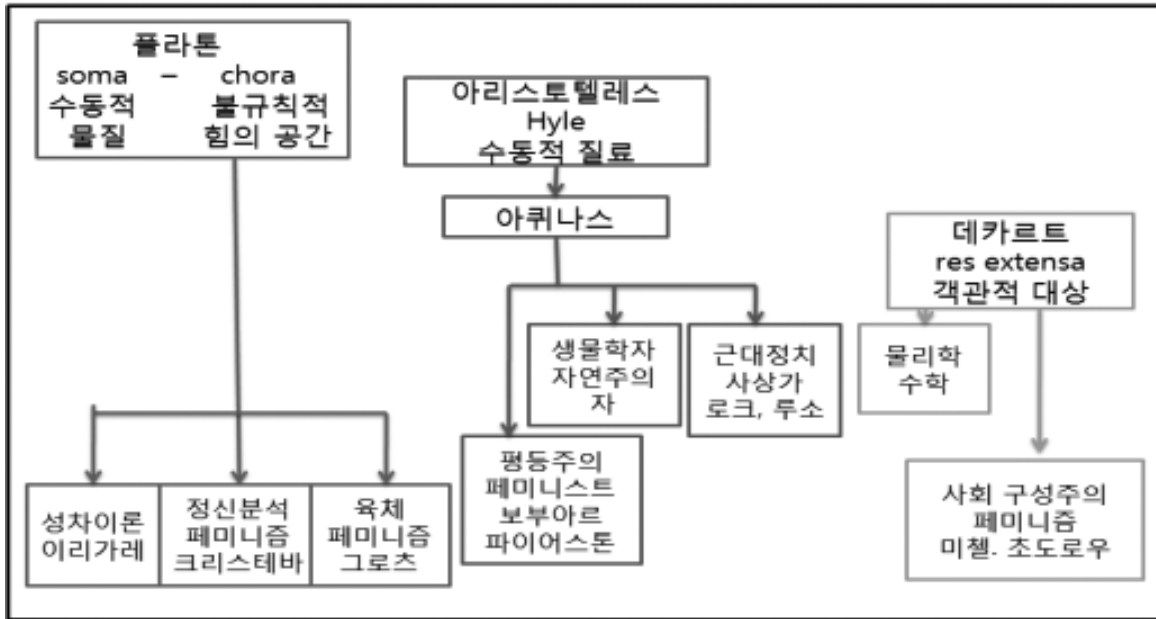 플라톤
soma – chora
수동적 불규칙적
물질 힘의 공간
아리스토텔레스
Hyle
수동적 질료
아퀴나스
데카르트
res extensa
객관적 대상
생물학자
자연주의
자
근대정치
사상가
로크, 루소
물리학
수학
성차이론
이리가레
정신분석
페미니즘
크리스테바
육체
페미니즘
그로츠
평등주의
페미니스트
보부아르
파이어스톤
사회 구성주의
페미니즘
미첼. 초도로우